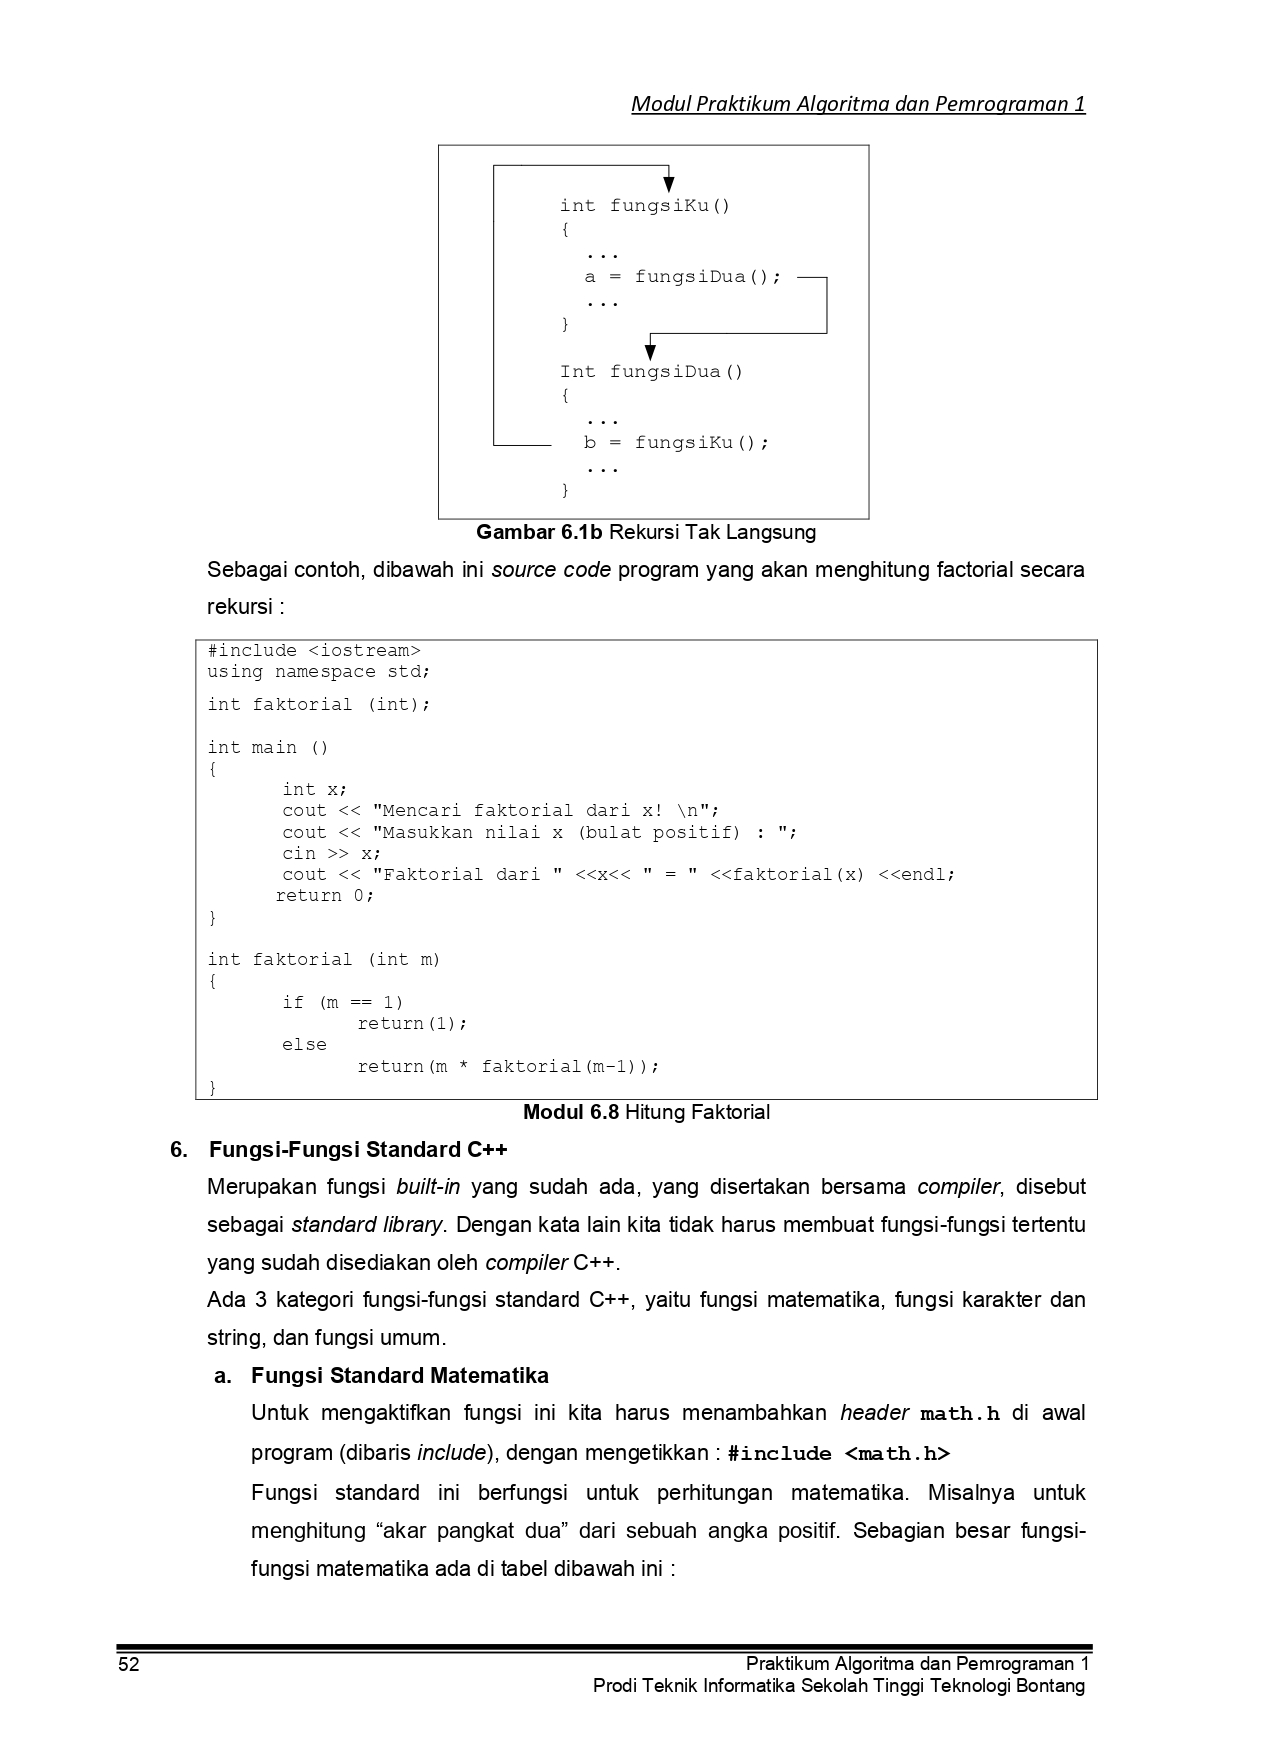 Modul Praktikum Algoritma dan Pemrograman 1
int fungsiKu()
{
...
a = fungsiDua();
...
}
Int fungsiDua()
{
...
b = fungsiKu();
...
}
Gambar 6.1b Rekursi Tak Langsung
Sebagai contoh, dibawah ini source code program yang akan menghitung factorial secara
rekursi :
#include <iostream>
using namespace std;
int faktorial (int);
int main ()
{
int x;
cout << "Mencari faktorial dari x! \n";
cout << "Masukkan nilai x (bulat positif) : ";
cin >> x;
cout << "Faktorial dari " <<x<< " = " <<faktorial(x) <<endl;
return 0;
}
int faktorial (int m)
{
if (m == 1)
return(1);
else
return(m * faktorial(m-1));
}
Modul 6.8 Hitung Faktorial
6. Fungsi-Fungsi Standard C++
Merupakan fungsi built-in yang sudah ada, yang disertakan bersama compiler, disebut
sebagai standard library. Dengan kata lain kita tidak harus membuat fungsi-fungsi tertentu
yang sudah disediakan oleh compiler C++.
Ada 3 kategori fungsi-fungsi standard C++, yaitu fungsi matematika, fungsi karakter dan
string, dan fungsi umum.
a. Fungsi Standard Matematika
Untuk mengaktifkan fungsi ini kita harus menambahkan header math.h di awal
program (dibaris include), dengan mengetikkan : #include <math.h>
Fungsi standard ini berfungsi untuk perhitungan matematika. Misalnya untuk
menghitung “akar pangkat dua” dari sebuah angka positif. Sebagian besar fungsi-
fungsi matematika ada di tabel dibawah ini :
52
Praktikum Algoritma dan Pemrograman 1
Prodi Teknik Informatika Sekolah Tinggi Teknologi Bontang